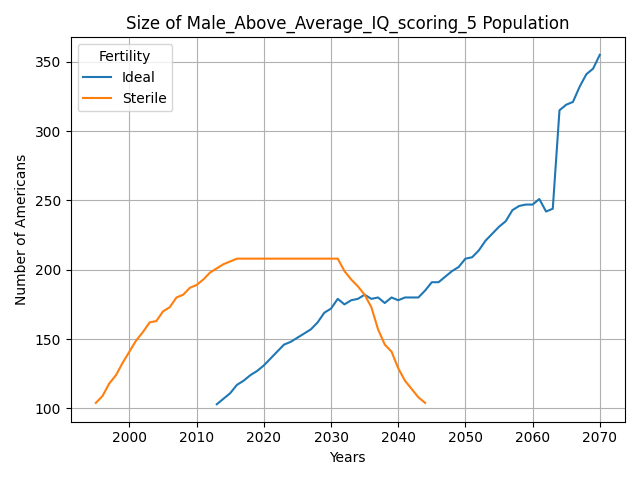 Size of Male_Above_Average_IQ_scoring_5 Population
Fertility
Ideal
Sterile
Number of Americans
350
300
250
200
150
100
2000
2010
2020
2030
2040
2050
2060
2070
Years